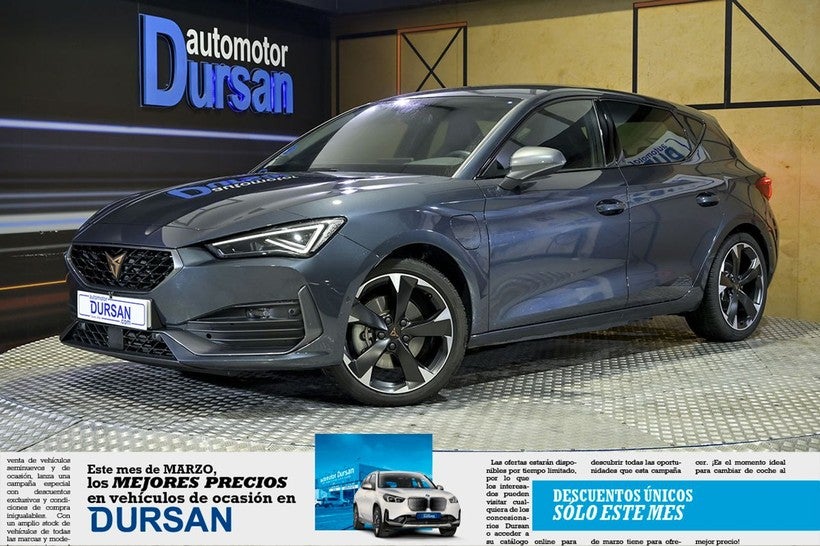 automotor
Dursan
automotor
DURSAN
.com
venta de vehículos
seminuevos y de
ocasión, lanza una
campaña especial
con descuentos
exclusivos y condi-
ciones de compra
inigualables. Con
un amplio stock de
vehículos de todas
las marcas y mode-
Este mes de MARZO,
los MEJORES PRECIOS
en vehículos de ocasión en
DURSAN
automotor Dursan
Las ofertas estarán dispo-
nibles por tiempo limitado,
por lo que
los interesa-
dos pueden
visitar cual-
quiera de los
concesiona-
rios Dursan
o acceder a
su catálogo online para
descubrir todas las oportu-
nidades que esta campaña
de marzo tiene para ofre-
cer. ¡Es el momento ideal
para cambiar de coche al
mejor precio!
DESCUENTOS ÚNICOS
SÓLO ESTE MES